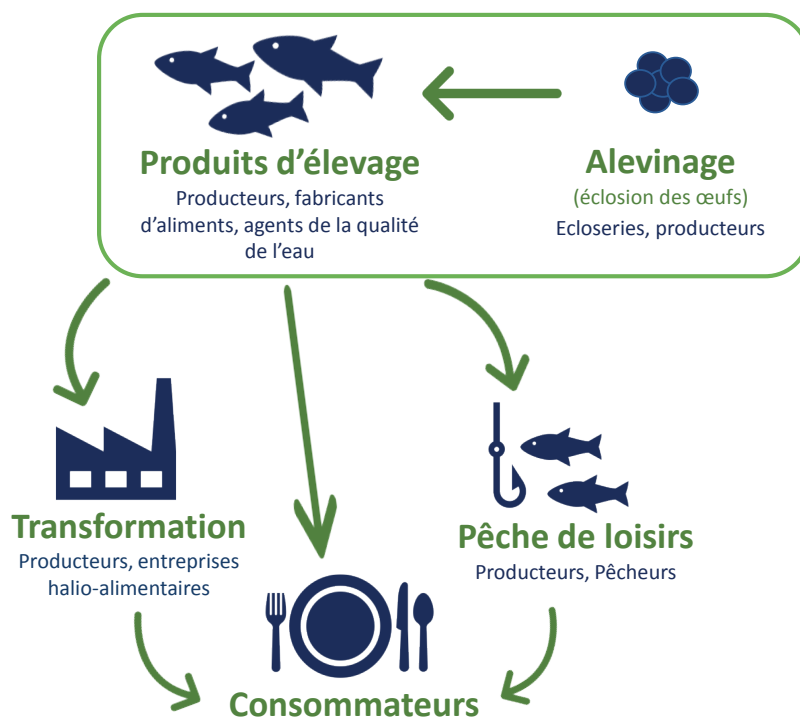 Produits d'élevage
Producteurs, fabricants
d'aliments, agents de la qualité
de l'eau
Alevinage
(éclosion des œufs)
Ecloseries, producteurs
Transformation
Producteurs, entreprises
halio-alimentaires
Pêche de loisirs
Producteurs, Pêcheurs
Consommateurs